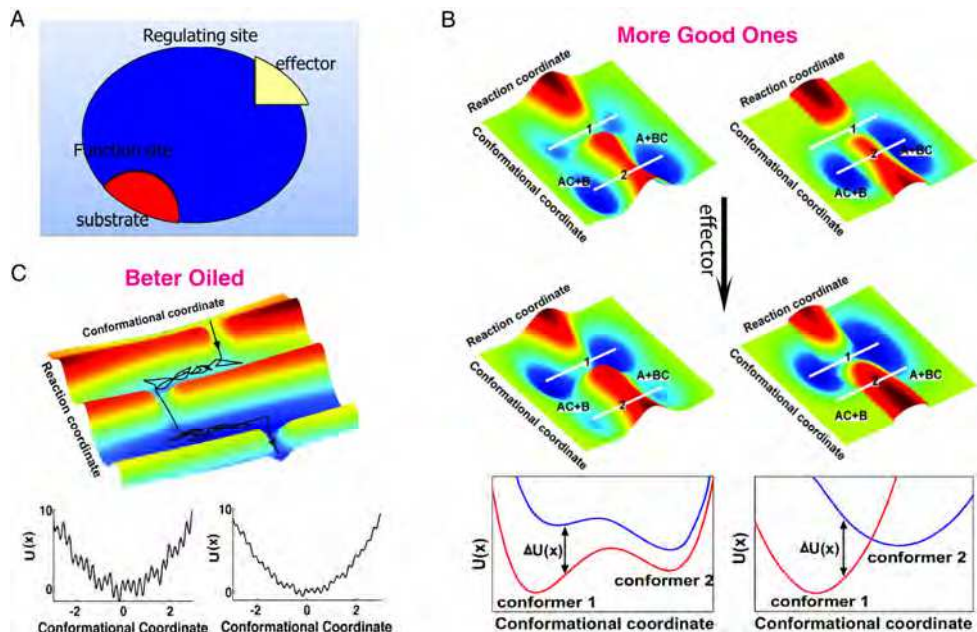 A
Regulating site
effector
Function site
substrate
B
More Good Ones
Reaction coordinate
Conformational coordinate
1
A+BC
2
AC+B
Reaction coordinate
Conformational coordinate
1
A+BC
2
AC+B
effector
Reaction coordinate
Conformational coordinate
1
A+BC
AC+B
2
Reaction coordinate
Conformational coordinate
1
A+BC
2
AC+B
U(x)
ΔU(x)
conformer 1
conformer 2
Conformational Coordinate
U(x)
ΔU(x)
conformer 2
conformer 1
Conformational Coordinate
C
Beter Oiled
Conformational coordinate
Reaction coordinate
U(x)
10
0
-2 0 2
Conformational Coordinate
U(x)
10
0
-2 0 2
Conformational Coordinate